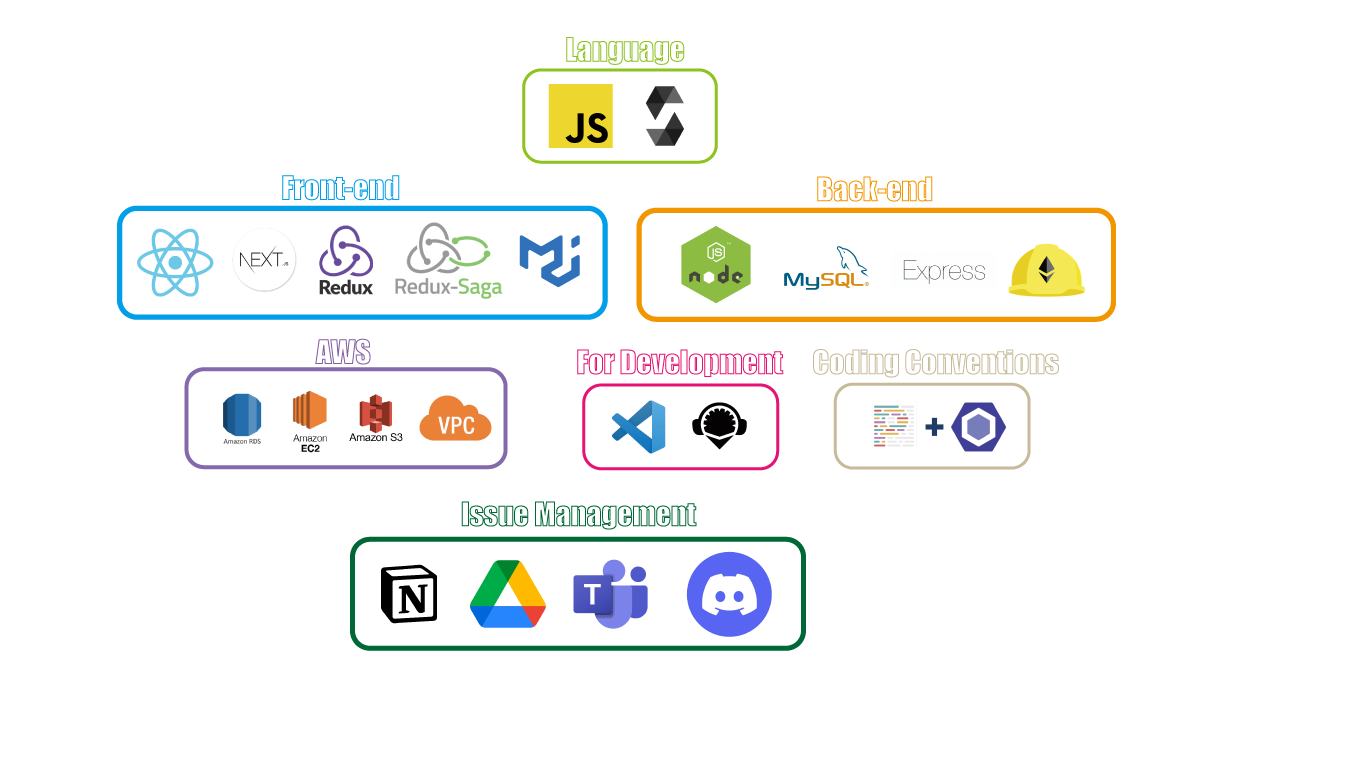 Language
JS
Front-end
Back-end
NEXT.JS
Redux
Redux-Saga
JS
node
MySQL
Express
AWS
For Development
Coding Conventions
Amazon RDS
Amazon
EC2
Amazon S3
VPC
Issue Management
N
T